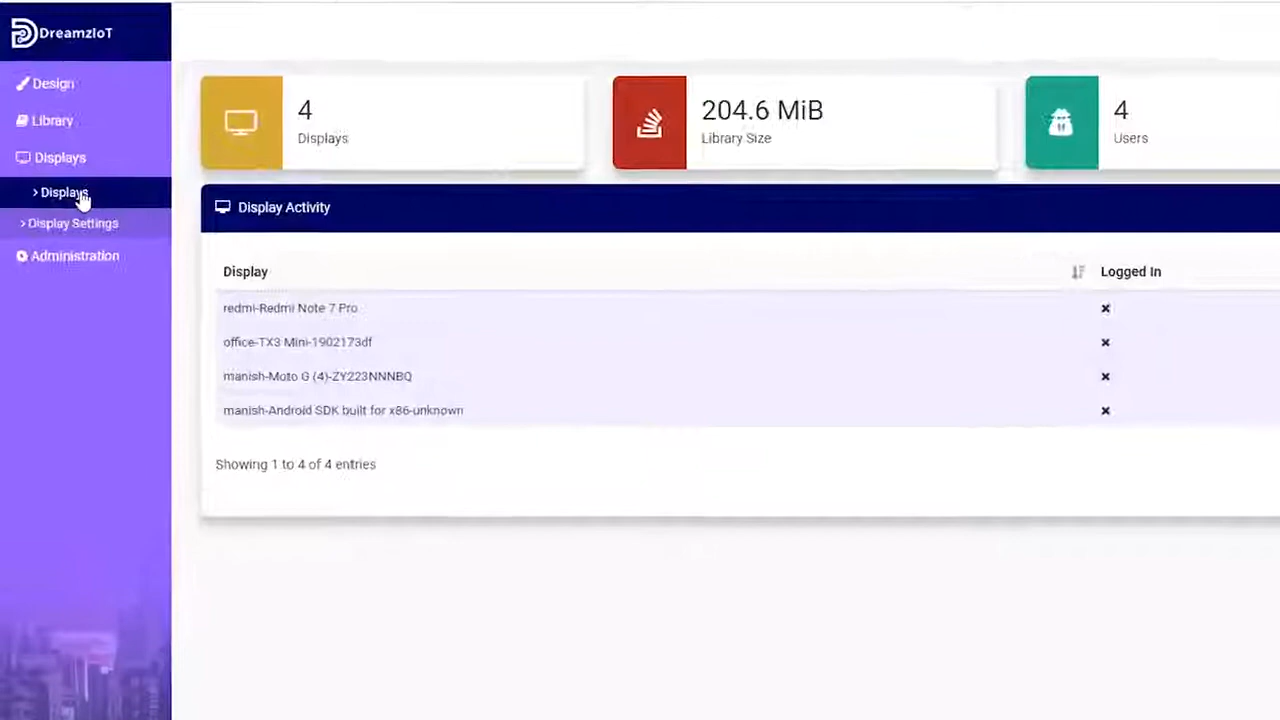 DreamzIoT
Design
Library
Displays
> Displays
> Display Settings
Administration
4
Displays
204.6 MiB
Library Size
4
Users
Display Activity
Display Logged In
redmi-Redmi Note 7 Pro
office-TX3 Mini-1902173df
manish-Moto G (4)-ZY223NNNBQ
manish-Android SDK built for x86-unknown
Showing 1 to 4 of 4 entries